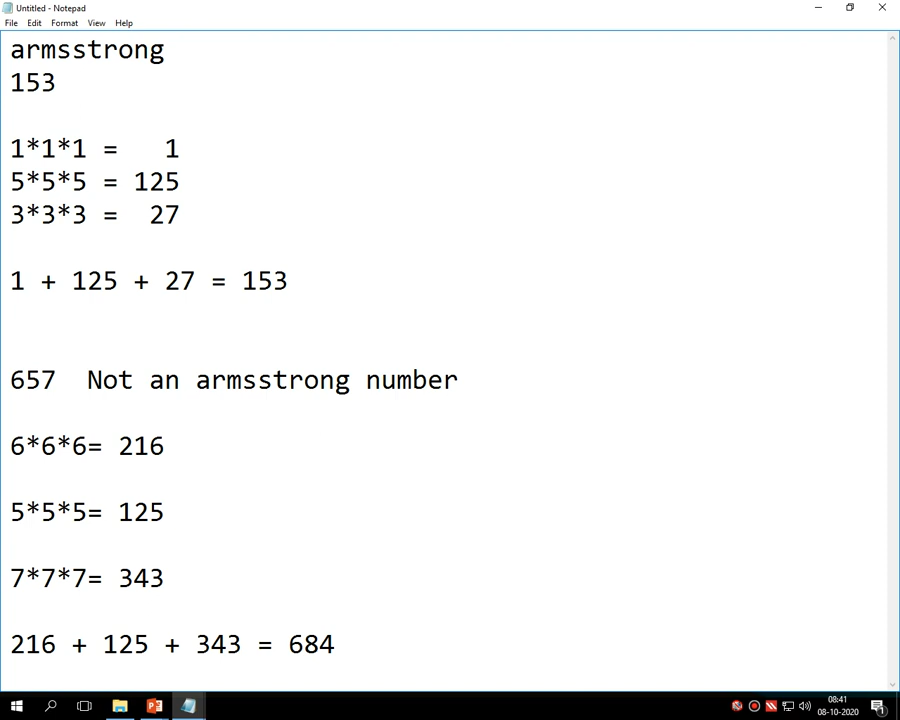 Untitled - Notepad
File Edit Format View Help
armsstrong
153
1*1*1 = 1
5*5*5 = 125
3*3*3 = 27
1 + 125 + 27 = 153
657 Not an armsstrong number
6*6*6= 216
5*5*5= 125
7*7*7= 343
216 + 125 + 343 = 684
08:41
08-10-2020
1